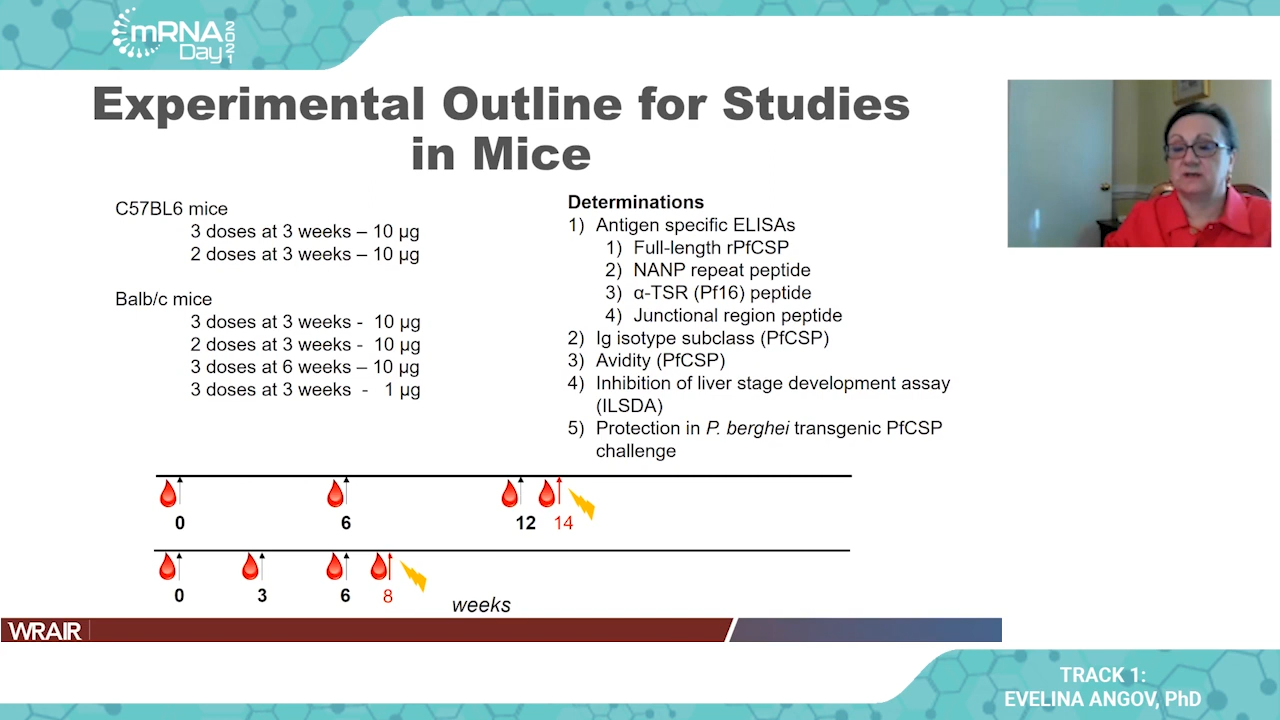 mRNA
Day
2021
Experimental Outline for Studies
in Mice
C57BL6 mice
3 doses at 3 weeks – 10 µg
2 doses at 3 weeks – 10 µg
Balb/c mice
3 doses at 3 weeks - 10 µg
2 doses at 3 weeks - 10 µg
3 doses at 6 weeks – 10 µg
3 doses at 3 weeks - 1 µg
Determinations
1) Antigen specific ELISAs
1) Full-length rPfCSP
2) NANP repeat peptide
3) α-TSR (Pf16) peptide
4) Junctional region peptide
2) Ig isotype subclass (PfCSP)
3) Avidity (PfCSP)
4) Inhibition of liver stage development assay
(ILSDA)
5) Protection in P. berghei transgenic PfCSP
challenge
0 6 12 14
0 3 6 8
weeks
WRAIR
TRACK 1:
EVELINA ANGOV, PhD